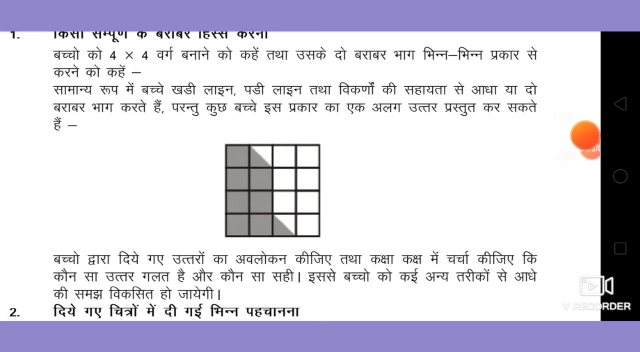 1. किसी सम्पूर्ण के बराबर हिस्से करना
बच्चो को 4 × 4 वर्ग बनाने को कहें तथा उसके दो बराबर भाग भिन्न–भिन्न प्रकार से
करने को कहें –
सामान्य रूप में बच्चे खडी लाइन, पडी लाइन तथा विकर्णों की सहायता से आधा या दो
बराबर भाग करते हैं, परन्तु कुछ बच्चे इस प्रकार का एक अलग उत्तर प्रस्तुत कर सकते
हैं –
बच्चो द्वारा दिये गए उत्तरों का अवलोकन कीजिए तथा कक्षा कक्ष में चर्चा कीजिए कि
कौन सा उत्तर गलत है और कौन सा सही। इससे बच्चो को कई अन्य तरीकों से आधे
की समझ विकसित हो जायेगी।
2. दिये गए चित्रों में दी गई भिन्न पहचानना
V RECORDER